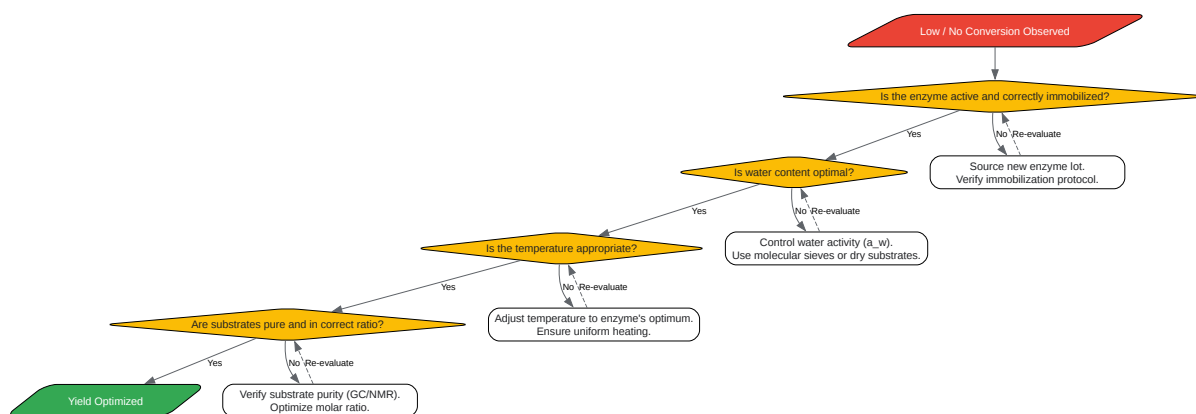 Low / No Conversion Observed
Is the enzyme active and correctly immobilized?
Yes
No
Re-evaluate
Source new enzyme lot.
Verify immobilization protocol.
Is water content optimal?
Yes
No
Re-evaluate
Control water activity (a_w).
Use molecular sieves or dry substrates.
Is the temperature appropriate?
Yes
No
Re-evaluate
Adjust temperature to enzyme's optimum.
Ensure uniform heating.
Are substrates pure and in correct ratio?
Yes
No
Re-evaluate
Verify substrate purity (GC/NMR).
Optimize molar ratio.
Yield Optimized